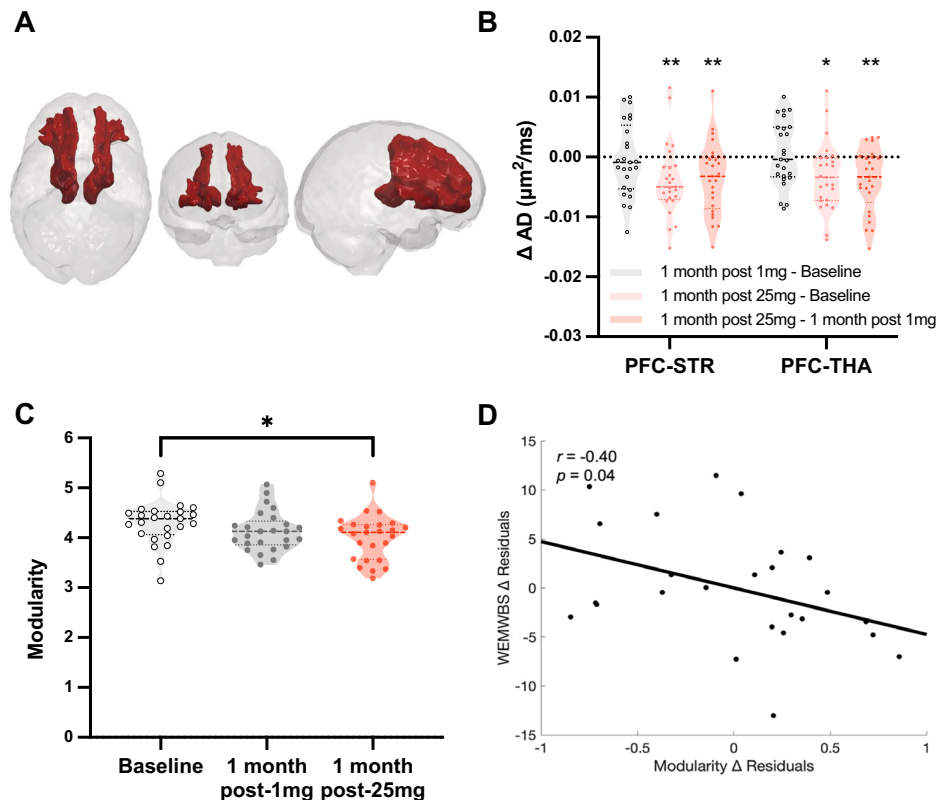 A
B
0.02
0.01
0.00
-0.01
-0.02
-0.03
Δ AD (μm²/ms)
** **
* **
1 month post 1mg - Baseline
1 month post 25mg - Baseline
1 month post 25mg - 1 month post 1mg
PFC-STR PFC-THA
C
6
5
4
3
2
1
0
Modularity
*
Baseline
1 month
post-1mg
1 month
post-25mg
D
15
10
5
0
-5
-10
-15
WEMWBS Δ Residuals
r = -0.40
p = 0.04
-1 -0.5 0 0.5 1
Modularity Δ Residuals